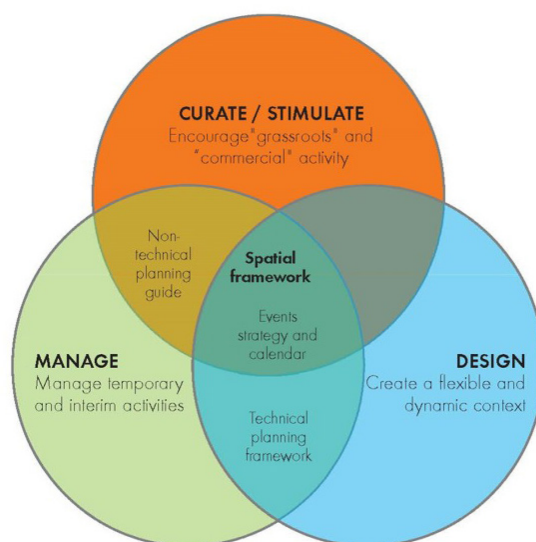 CURATE / STIMULATE
Encourage"grassroots" and
"commercial" activity
Non-
technical
planning
guide
Spatial
framework
Events
strategy and
calendar
MANAGE
Manage temporary
and interim activities
DESIGN
Create a flexible and
dynamic context
Technical
planning
framework